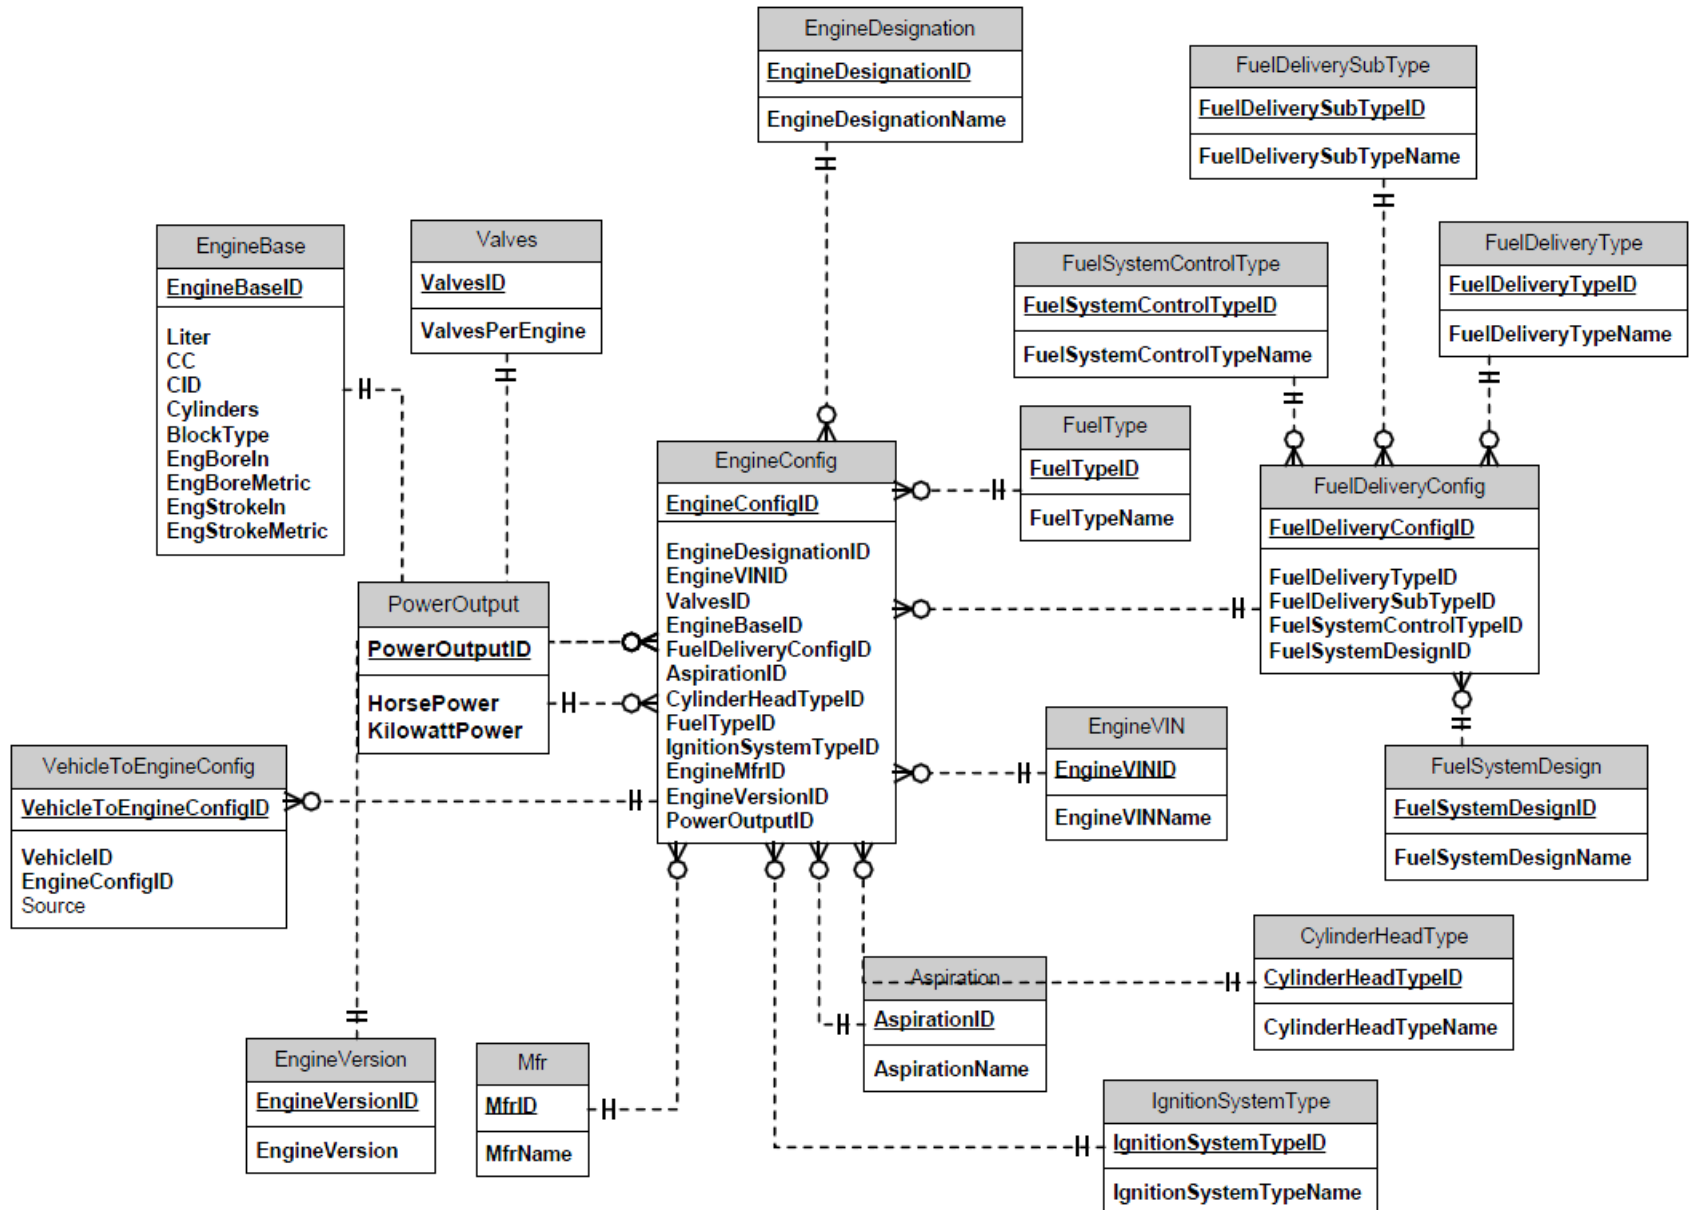 EngineDesignation
EngineDesignationID
EngineDesignationName
FuelDeliverySubType
FuelDeliverySubTypeID
FuelDeliverySubTypeName
EngineBase
EngineBaseID
Liter
CC
CID
Cylinders
BlockType
EngBoreIn
EngBoreMetric
EngStrokeIn
EngStrokeMetric
Valves
ValvesID
ValvesPerEngine
FuelSystemControlType
FuelSystemControlTypeID
FuelSystemControlTypeName
FuelDeliveryType
FuelDeliveryTypeID
FuelDeliveryTypeName
FuelType
FuelTypeID
FuelTypeName
EngineConfig
EngineConfigID
EngineDesignationID
EngineVINID
ValvesID
EngineBaseID
FuelDeliveryConfigID
AspirationID
CylinderHeadTypeID
FuelTypeID
IgnitionSystemTypeID
EngineMfrID
EngineVersionID
PowerOutputID
FuelDeliveryConfig
FuelDeliveryConfigID
FuelDeliveryTypeID
FuelDeliverySubTypeID
FuelSystemControlTypeID
FuelSystemDesignID
PowerOutput
PowerOutputID
HorsePower
KilowattPower
VehicleToEngineConfig
VehicleToEngineConfigID
VehicleID
EngineConfigID
Source
EngineVIN
EngineVINID
EngineVINName
FuelSystemDesign
FuelSystemDesignID
FuelSystemDesignName
CylinderHeadType
CylinderHeadTypeID
CylinderHeadTypeName
Aspiration
AspirationID
AspirationName
EngineVersion
EngineVersionID
EngineVersion
Mfr
MfrID
MfrName
IgnitionSystemType
IgnitionSystemTypeID
IgnitionSystemTypeName